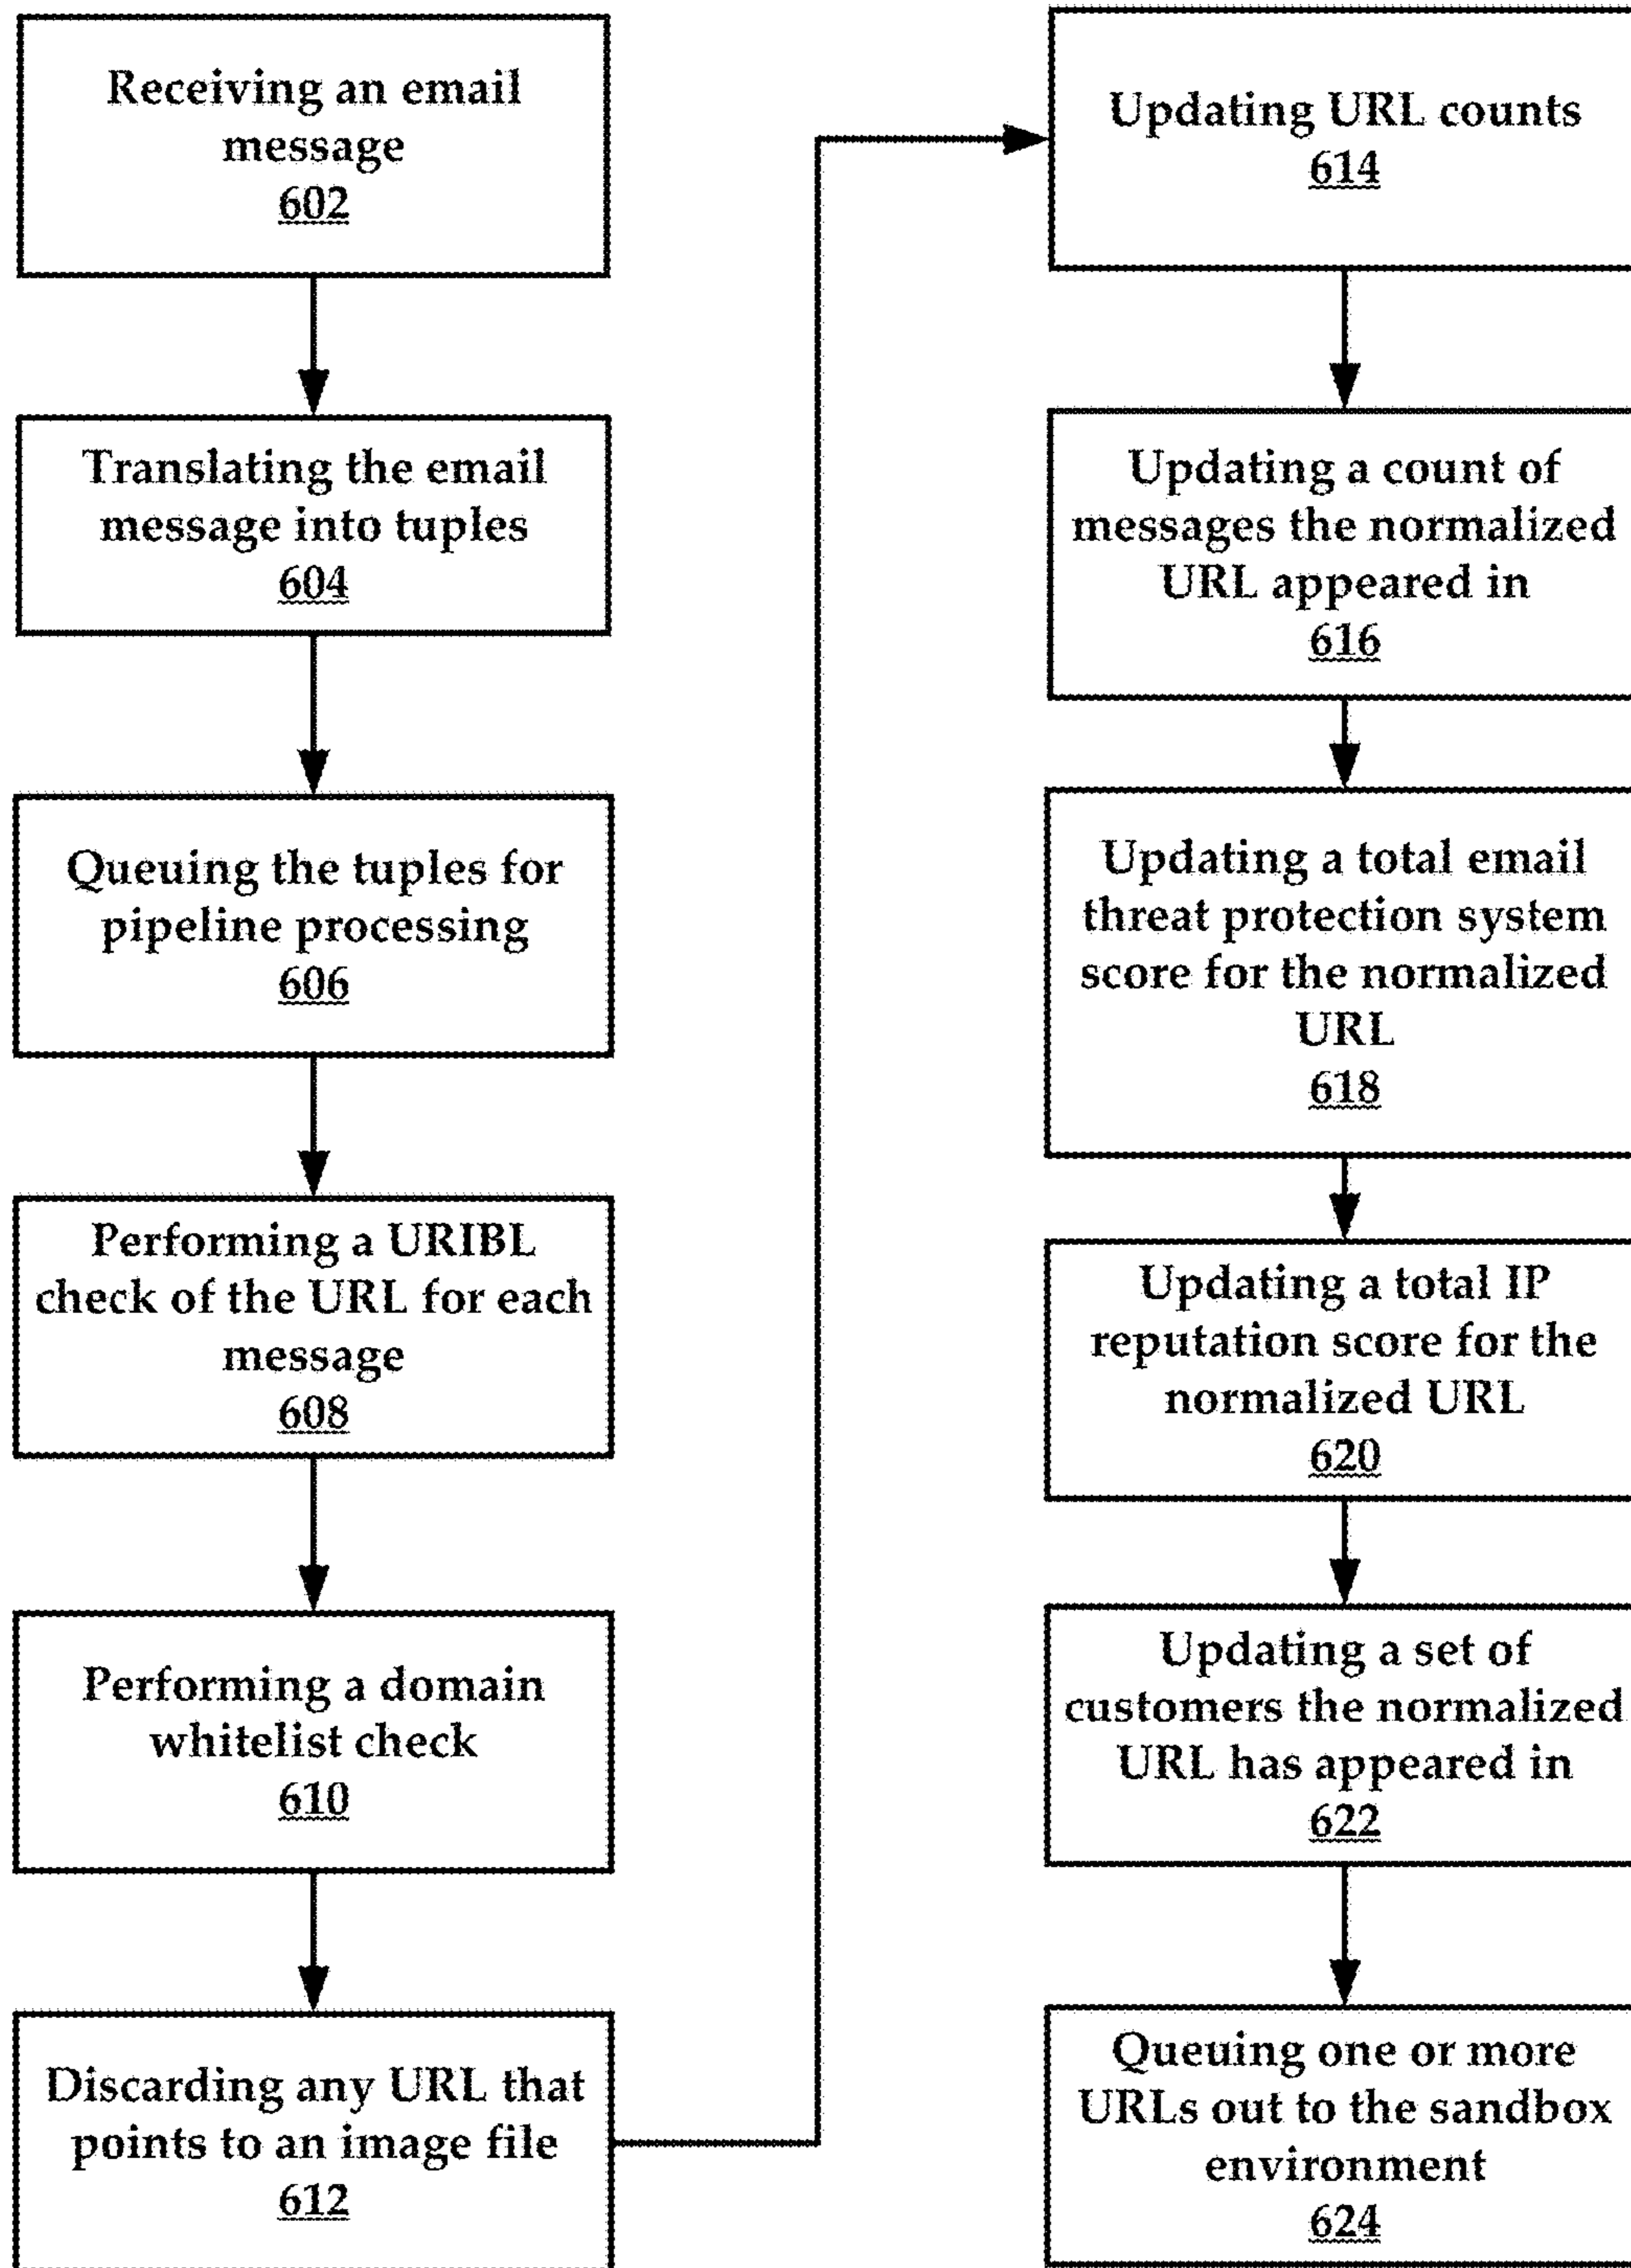 Receiving an email
message
602
Translating the email
message into tuples
604
Queuing the tuples for
pipeline processing
606
Performing a URIBL
check of the URL for each
message
608
Performing a domain
whitelist check
610
Discarding any URL that
points to an image file
612
Updating URL counts
614
Updating a count of
messages the normalized
URL appeared in
616
Updating a total email
threat protection system
score for the normalized
URL
618
Updating a total IP
reputation score for the
normalized URL
620
Updating a set of
customers the normalized
URL has appeared in
622
Queuing one or more
URLs out to the sandbox
environment
624